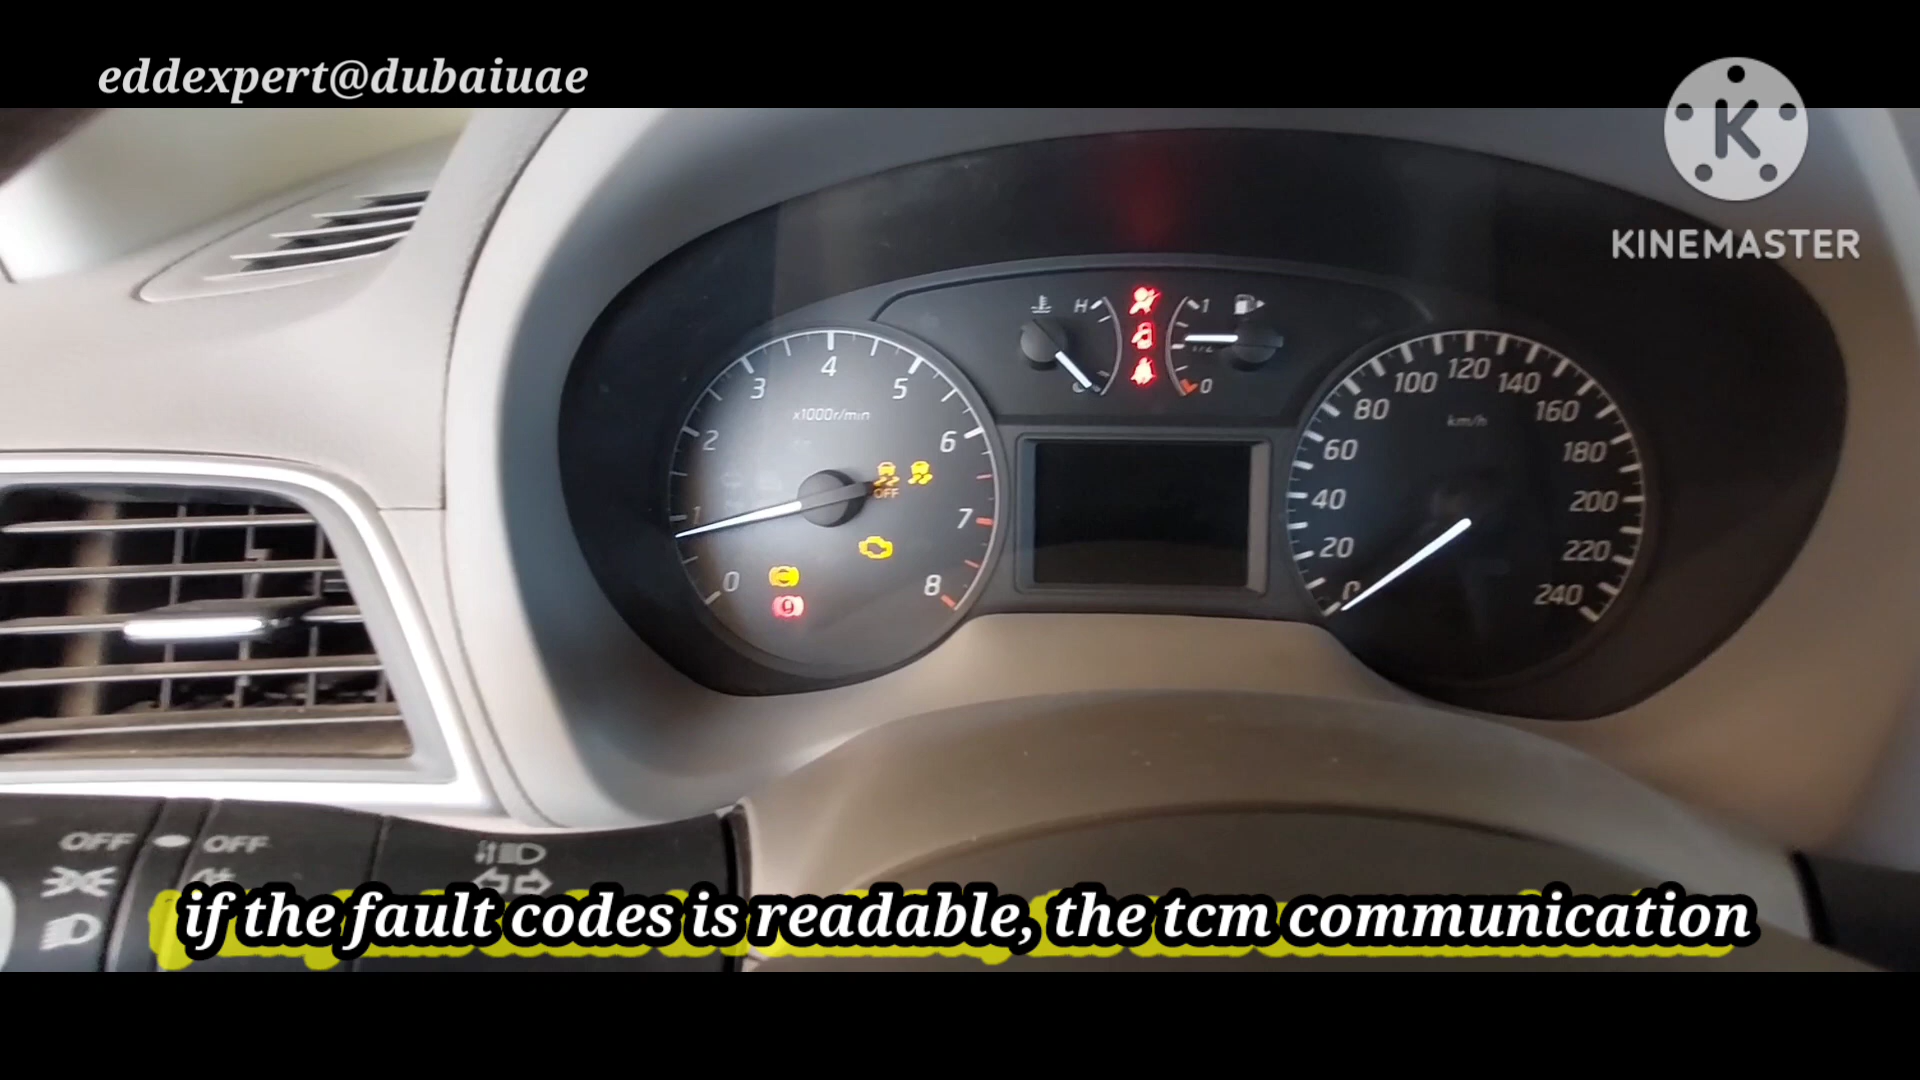 eddexpert@dubaiuae
K
KINEMASTER
H
1
1/2
0
0
1
2
3
4
5
6
7
8
x1000r/min
OFF
0
20
40
60
80
100
120
140
160
180
200
220
240
km/h
OFF
OFF
if the fault codes is readable, the tcm communication